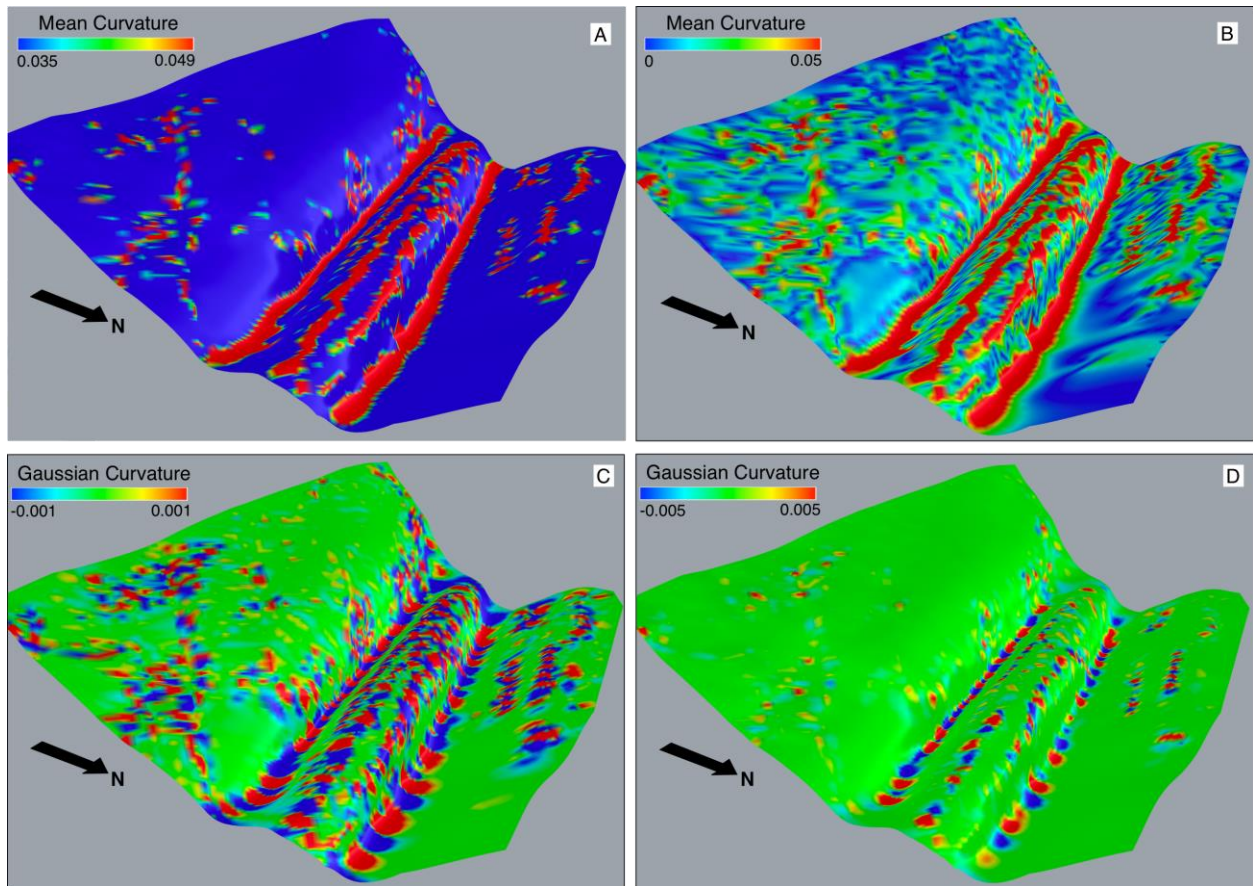 Mean Curvature
A
0.035 0.049
N
Mean Curvature
B
0 0.05
N
Gaussian Curvature
C
-0.001 0.001
N
Gaussian Curvature
D
-0.005 0.005
N